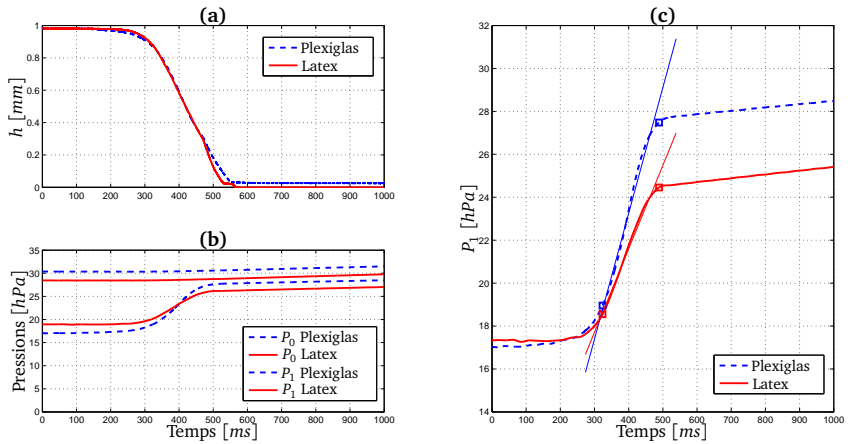 (a)
1
0.8
0.6
0.4
0.2
0
h [mm]
Plexiglas
Latex
0 100 200 300 400 500 600 700 800 900 1000
(b)
35
30
25
20
15
10
5
0
Pressions [hPa]
P0 Plexiglas
P0 Latex
P1 Plexiglas
P1 Latex
0 100 200 300 400 500 600 700 800 900 1000
Temps [ms]
(c)
32
30
28
26
24
22
20
18
16
14
P1 [hPa]
Plexiglas
Latex
0 100 200 300 400 500 600 700 800 900 1000
Temps [ms]